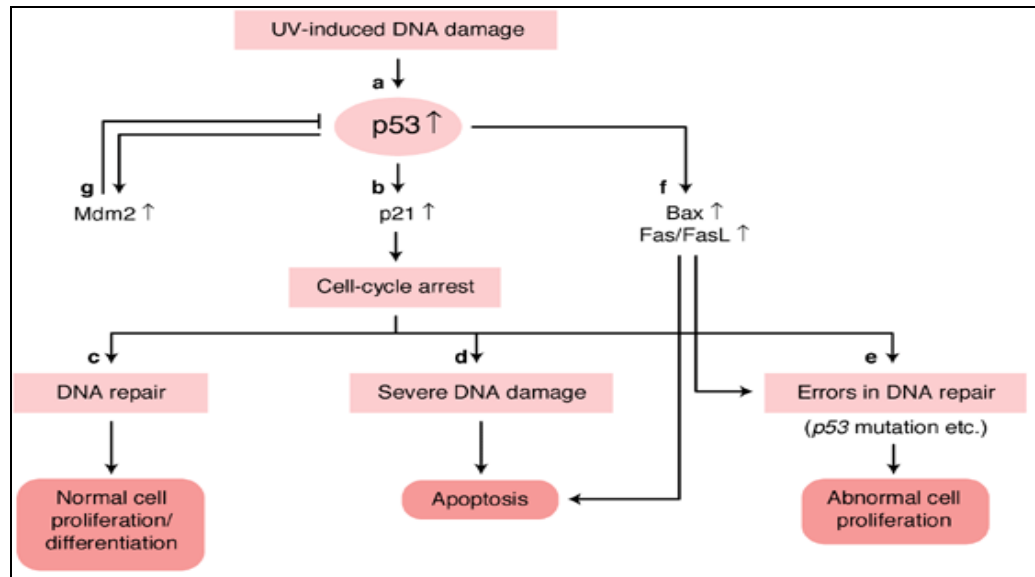 UV-induced DNA damage
a
p53 ↑
g
b
f
Mdm2 ↑
p21 ↑
Bax ↑
Fas/FasL ↑
Cell-cycle arrest
c
d
e
DNA repair
Severe DNA damage
Errors in DNA repair
(p53 mutation etc.)
Normal cell
proliferation/
differentiation
Apoptosis
Abnormal cell
proliferation